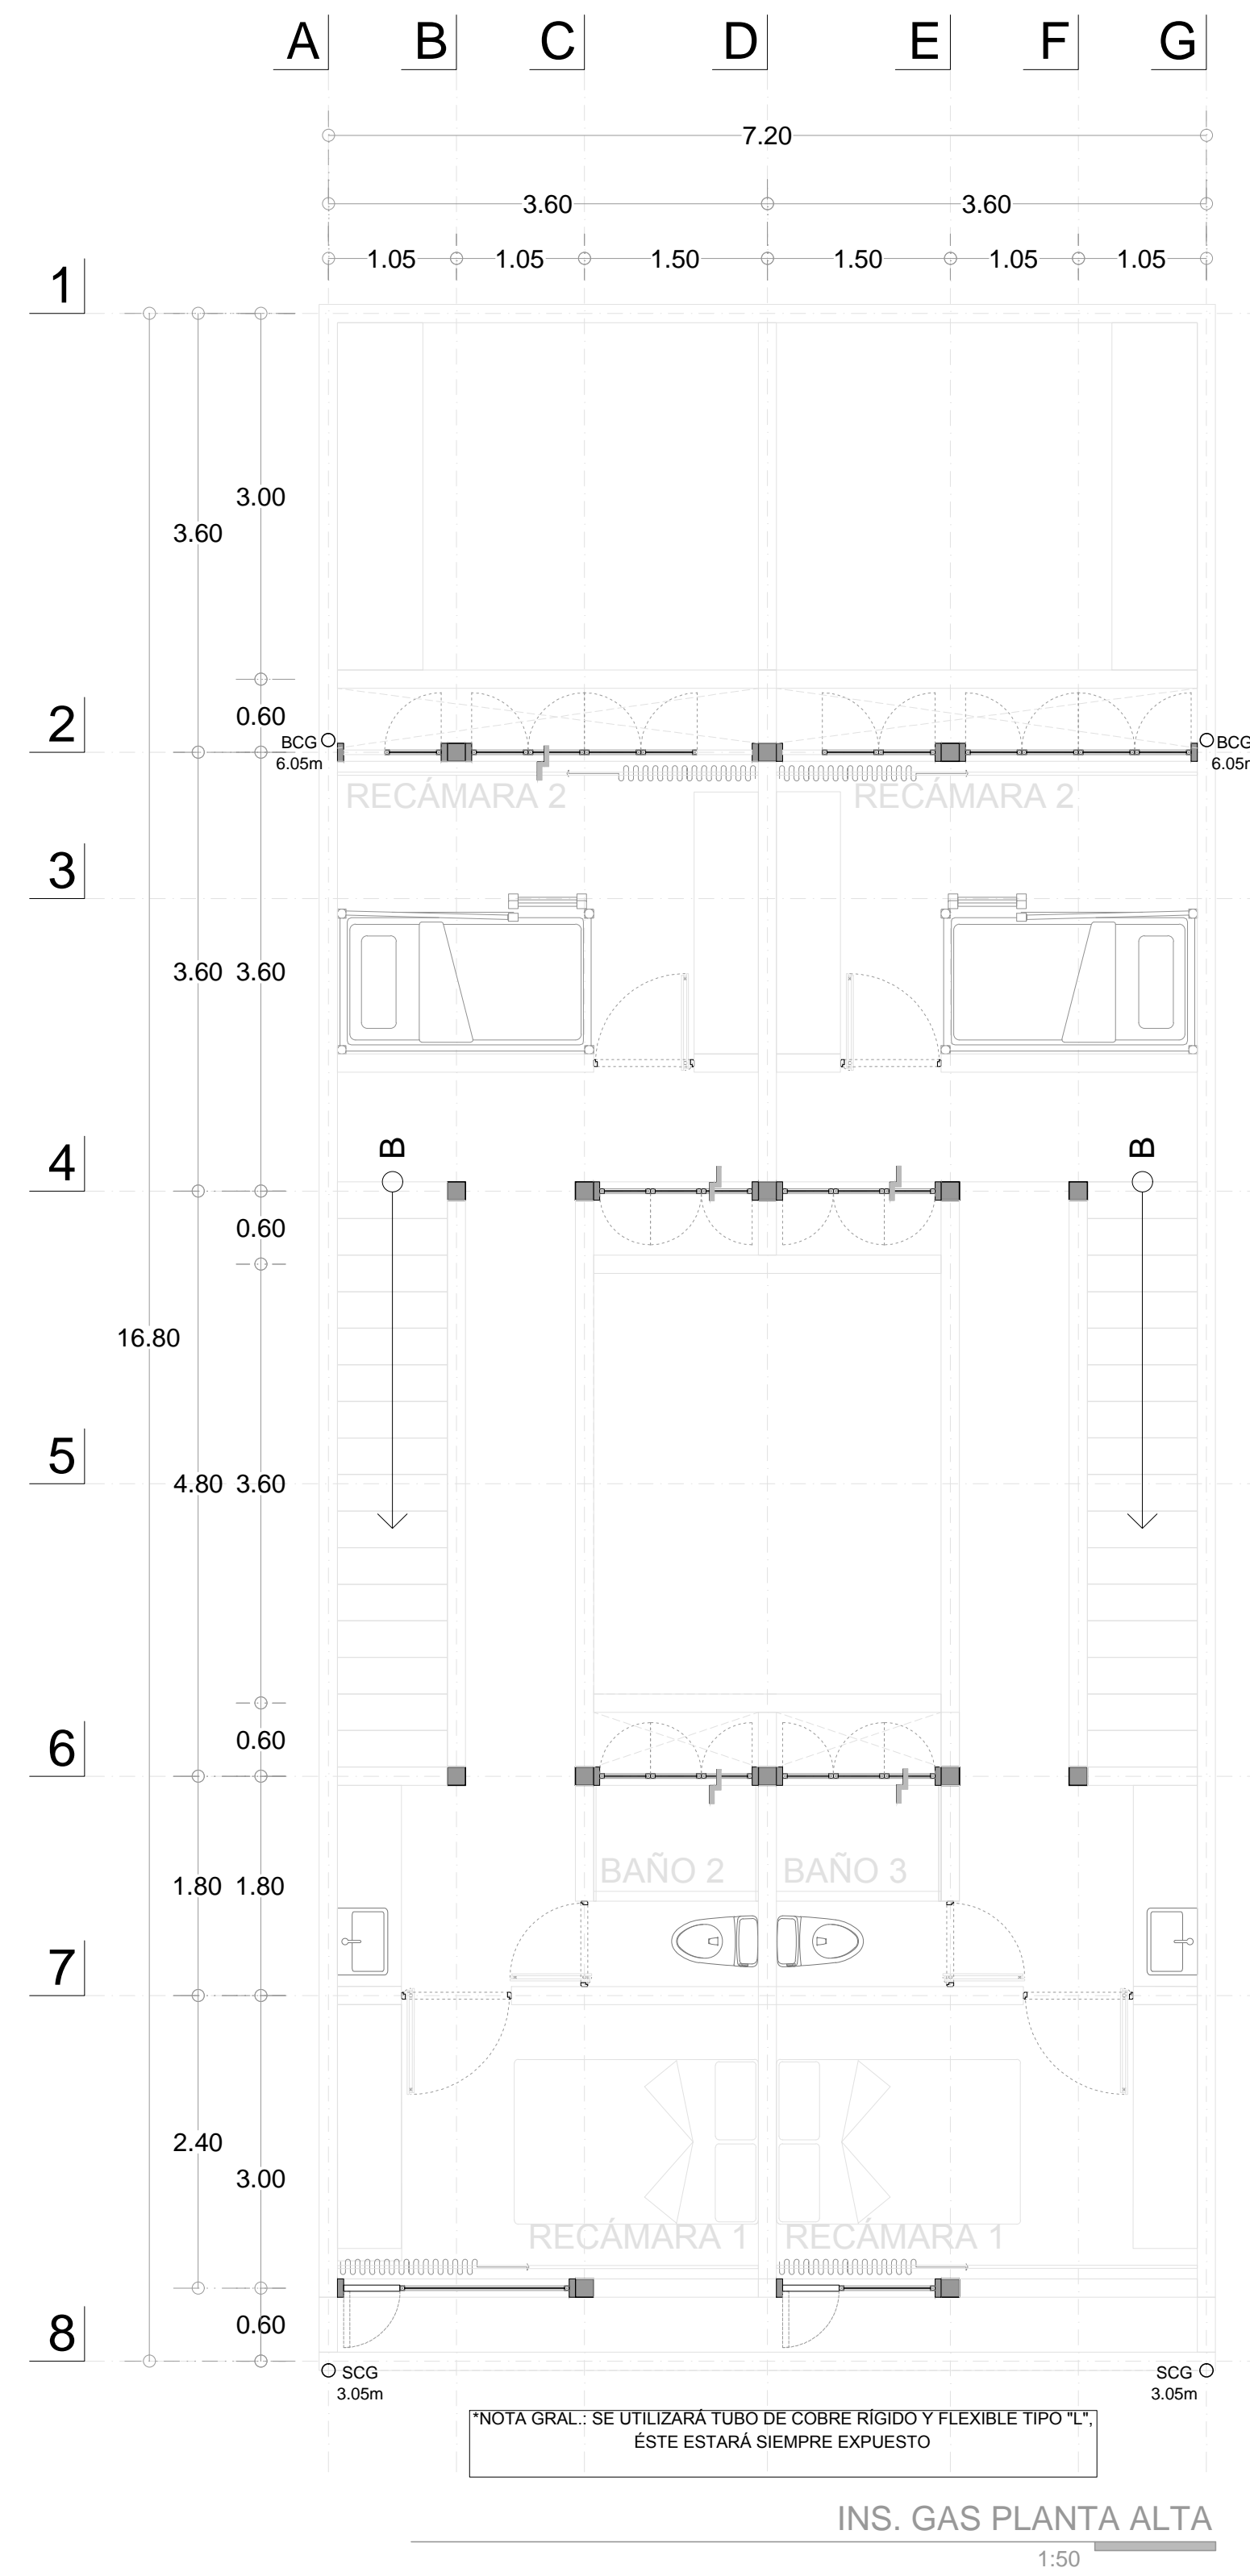 A B C D E F G
7.20
3.60 3.60
1.05 1.05 1.50 1.50 1.05 1.05
1
3.00
3.60
0.60
2
BCG BCG
6.05m 6.05m
RECÁMARA 2 RECÁMARA 2
3
3.60 3.60
B B
4
0.60
16.80
5
4.80 3.60
0.60
6
BAÑO 2 BAÑO 3
1.80 1.80
7
2.40
3.00
RECÁMARA 1 RECÁMARA 1
0.60
8
SCG SCG
3.05m 3.05m
*NOTA GRAL.: SE UTILIZARÁ TUBO DE COBRE RÍGIDO Y FLEXIBLE TIPO "L",
ÉSTE ESTARÁ SIEMPRE EXPUESTO
INS. GAS PLANTA ALTA
1:50